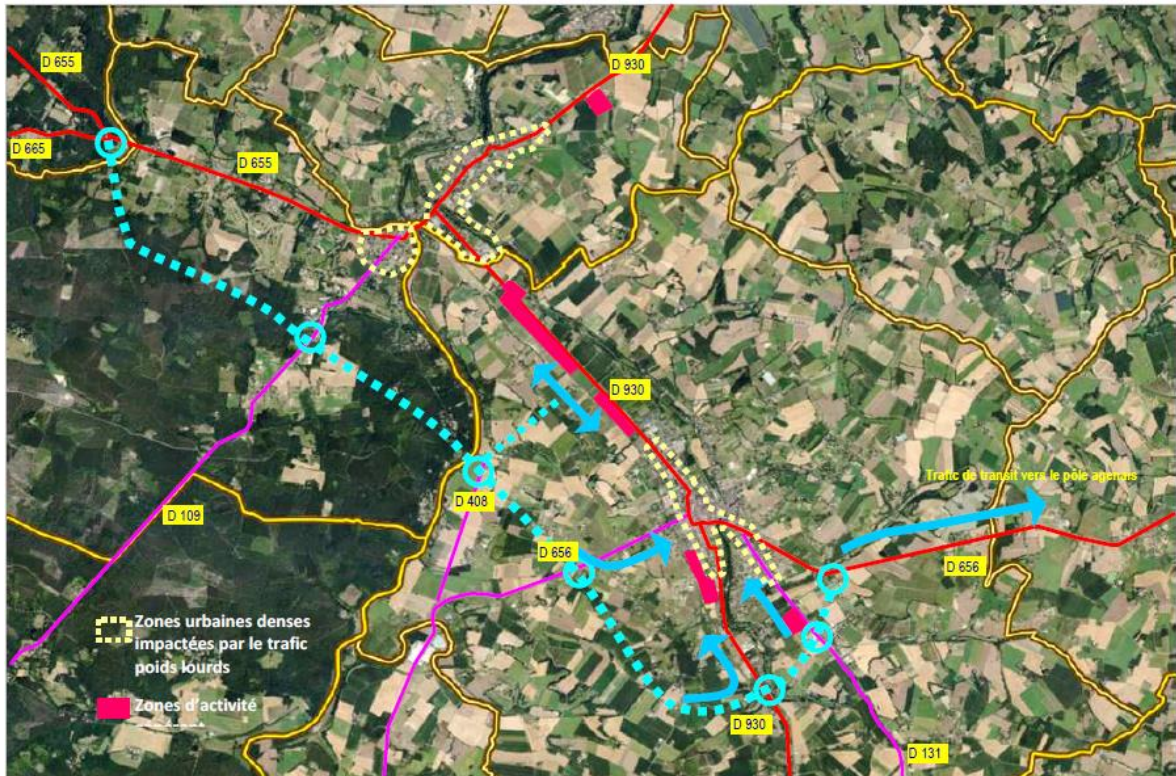 D 655
D 930
D 665
D 655
D 930
Trafic de transit vers le pôle agenais
D 408
D 109
D 656
D 656
Zones urbaines denses
impactées par le trafic
poids lourds
Zones d'activité
D 930
D 131